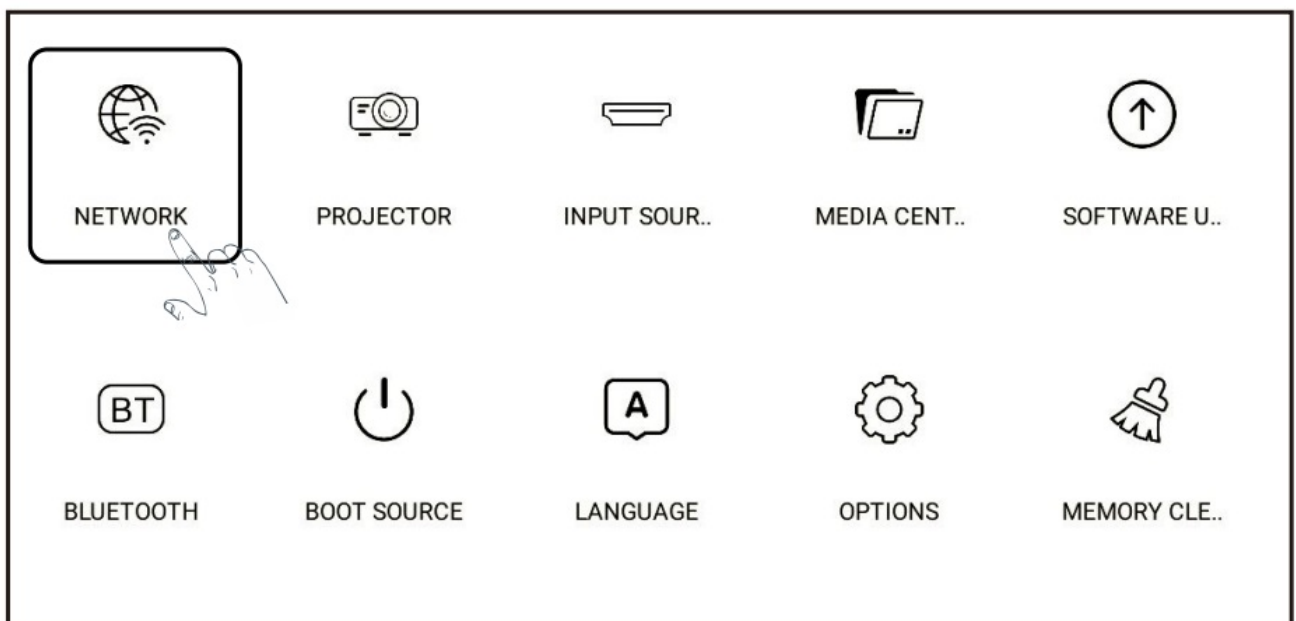 NETWORK
PROJECTOR
INPUT SOUR..
MEDIA CENT..
SOFTWARE U..
BT
A
BLUETOOTH
BOOT SOURCE
LANGUAGE
OPTIONS
MEMORY CLE..